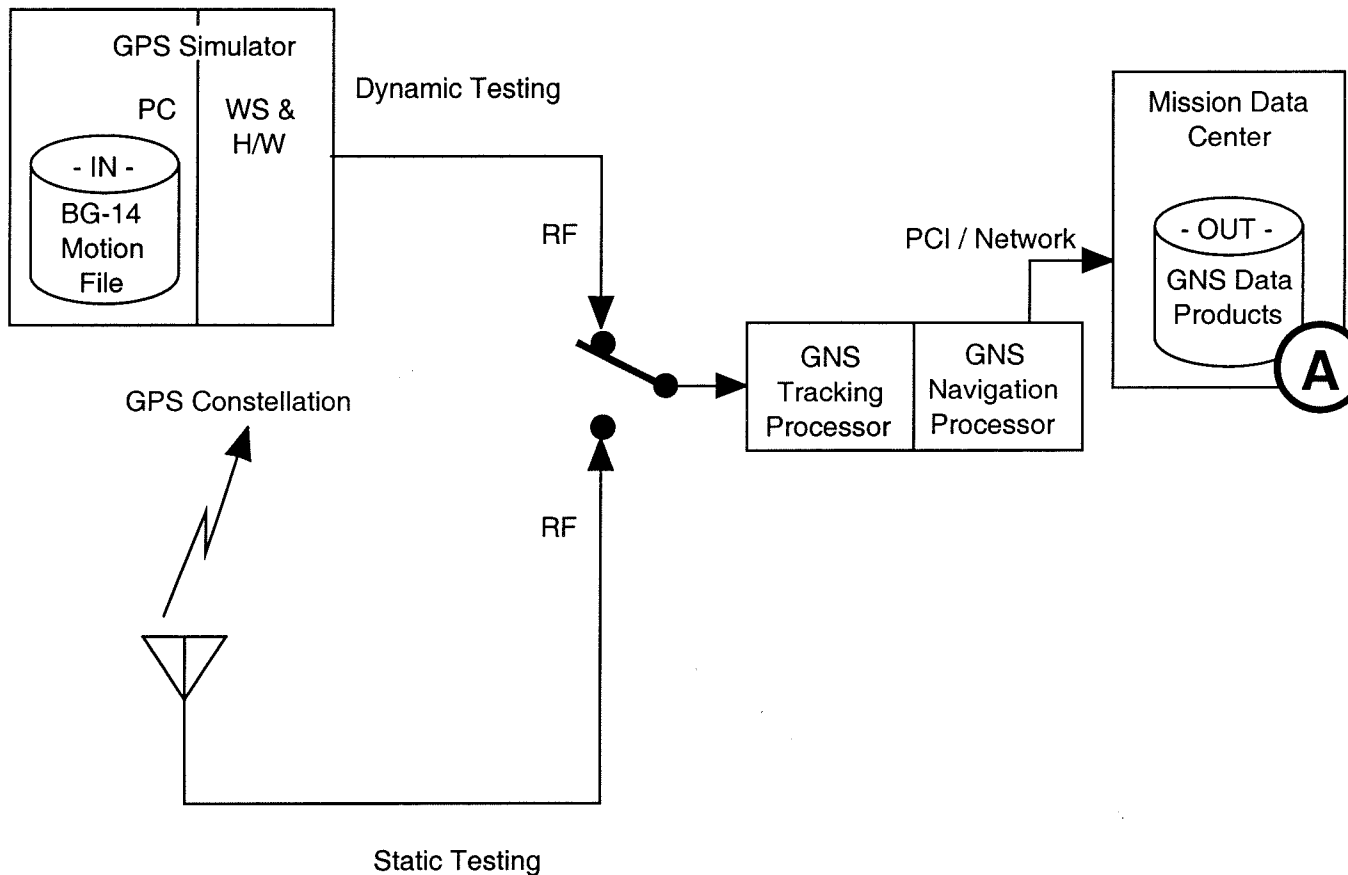 GPS Simulator
PC
WS &
H/W
- IN -
BG-14
Motion
File
Dynamic Testing
RF
GPS Constellation
RF
Static Testing
GNS
Tracking
Processor
GNS
Navigation
Processor
PCI / Network
Mission Data
Center
- OUT -
GNS Data
Products
A